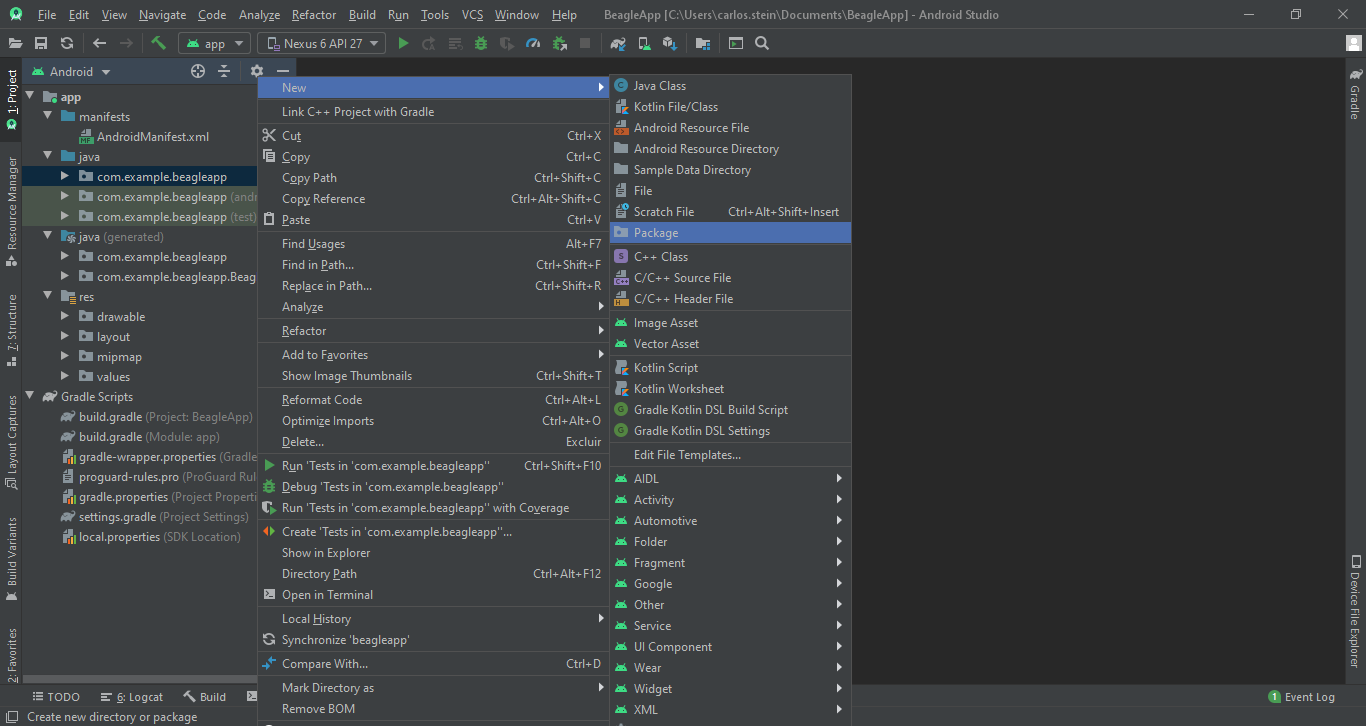 File Edit View Navigate Code Analyze Refactor Build Run Tools VCS Window Help BeagleApp [C:\Users\carlos.stein\Documents\BeagleApp] - Android Studio
app Nexus 6 API 27
Android
1: Project
Resource Manager
7: Structure
Layout Captures
Build Variants
2: Favorites
app
manifests
AndroidManifest.xml
java
com.example.beagleapp
com.example.beagleapp (andr
com.example.beagleapp (test)
java (generated)
com.example.beagleapp
com.example.beagleapp.Beag
res
drawable
layout
mipmap
values
Gradle Scripts
build.gradle (Project: BeagleApp)
build.gradle (Module: app)
gradle-wrapper.properties (Gradle
proguard-rules.pro (ProGuard Rul
gradle.properties (Project Properti
settings.gradle (Project Settings)
local.properties (SDK Location)
New
Link C++ Project with Gradle
Cut Ctrl+X
Copy Ctrl+C
Copy Path Ctrl+Shift+C
Copy Reference Ctrl+Alt+Shift+C
Paste Ctrl+V
Find Usages Alt+F7
Find in Path... Ctrl+Shift+F
Replace in Path... Ctrl+Shift+R
Analyze
Refactor
Add to Favorites
Show Image Thumbnails Ctrl+Shift+T
Reformat Code Ctrl+Alt+L
Optimize Imports Ctrl+Alt+O
Delete... Excluir
Run 'Tests in 'com.example.beagleapp'' Ctrl+Shift+F10
Debug 'Tests in 'com.example.beagleapp''
Run 'Tests in 'com.example.beagleapp'' with Coverage
Create 'Tests in 'com.example.beagleapp''...
Show in Explorer
Directory Path Ctrl+Alt+F12
Open in Terminal
Local History
Synchronize 'beagleapp'
Compare With... Ctrl+D
Mark Directory as
Remove BOM
Java Class
Kotlin File/Class
Android Resource File
Android Resource Directory
Sample Data Directory
File
Scratch File Ctrl+Alt+Shift+Insert
Package
C++ Class
C/C++ Source File
C/C++ Header File
Image Asset
Vector Asset
Kotlin Script
Kotlin Worksheet
Gradle Kotlin DSL Build Script
Gradle Kotlin DSL Settings
Edit File Templates...
AIDL
Activity
Automotive
Folder
Fragment
Google
Other
Service
UI Component
Wear
Widget
XML
Gradle
Device File Explorer
TODO 6: Logcat Build 1 Event Log
Create new directory or package